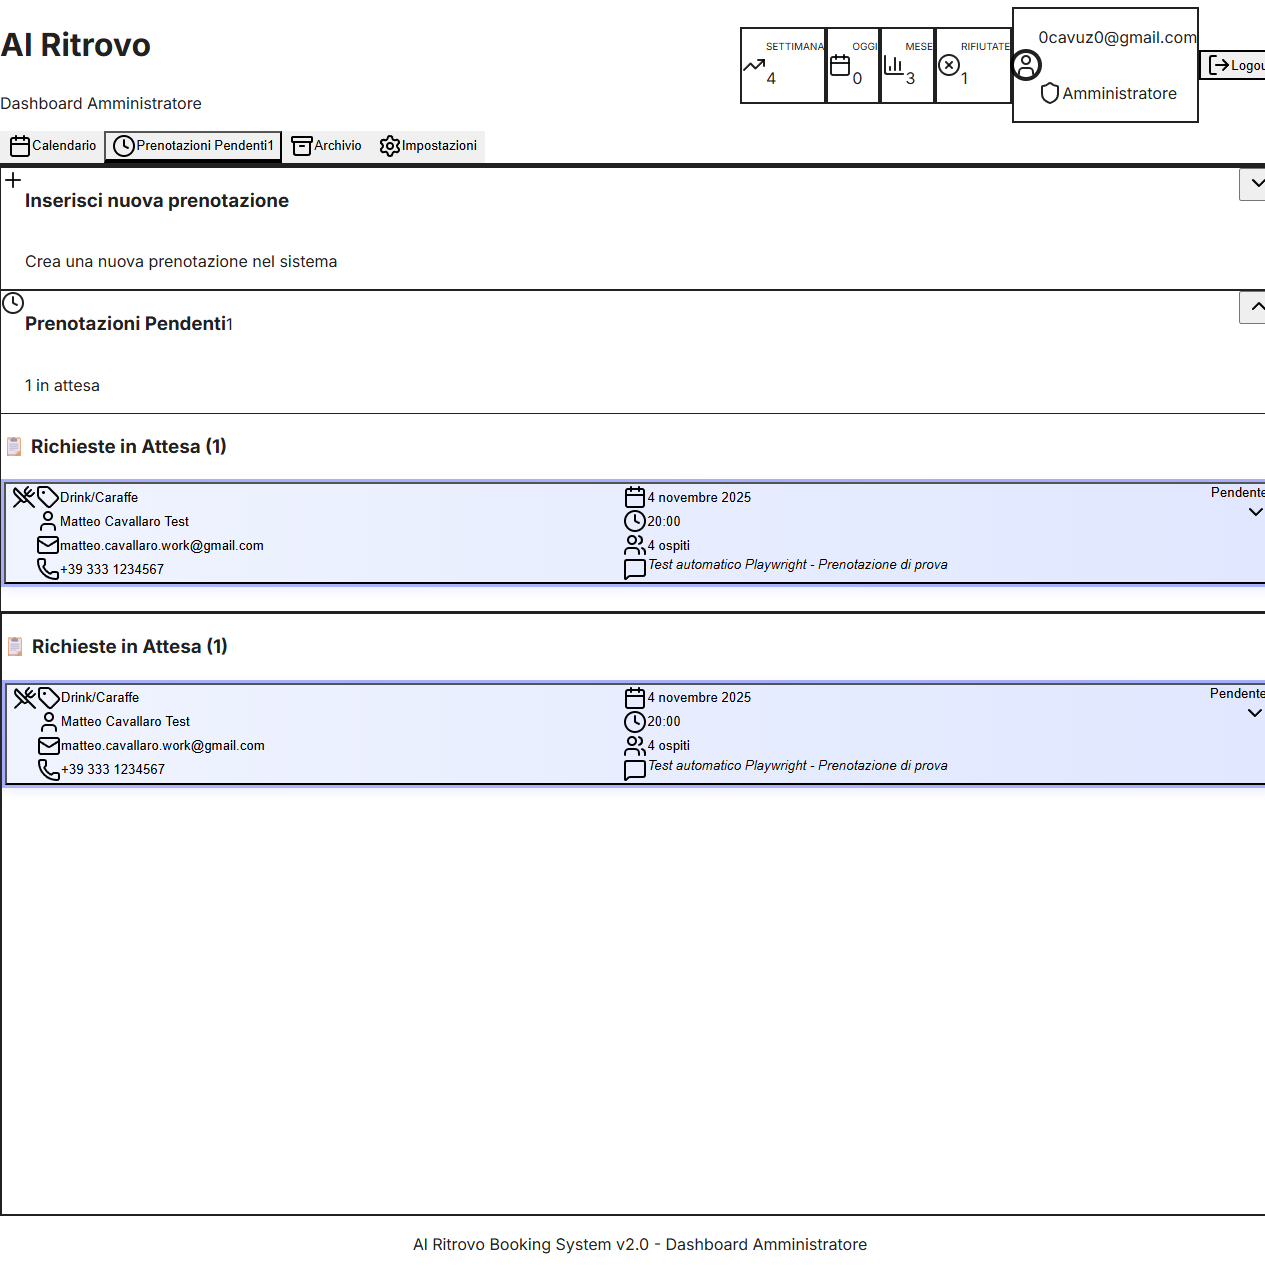 Al Ritrovo
Dashboard Amministratore
SETTIMANA
4
OGGI
0
MESE
3
RIFIUTATE
1
0cavuz0@gmail.com
Amministratore
Logou
Calendario
Prenotazioni Pendenti1
Archivio
Impostazioni
Inserisci nuova prenotazione
Crea una nuova prenotazione nel sistema
Prenotazioni Pendenti1
1 in attesa
Richieste in Attesa (1)
Drink/Caraffe
Matteo Cavallaro Test
matteo.cavallaro.work@gmail.com
+39 333 1234567
4 novembre 2025
20:00
4 ospiti
Test automatico Playwright - Prenotazione di prova
Pendente
Richieste in Attesa (1)
Drink/Caraffe
Matteo Cavallaro Test
matteo.cavallaro.work@gmail.com
+39 333 1234567
4 novembre 2025
20:00
4 ospiti
Test automatico Playwright - Prenotazione di prova
Pendente
Al Ritrovo Booking System v2.0 - Dashboard Amministratore